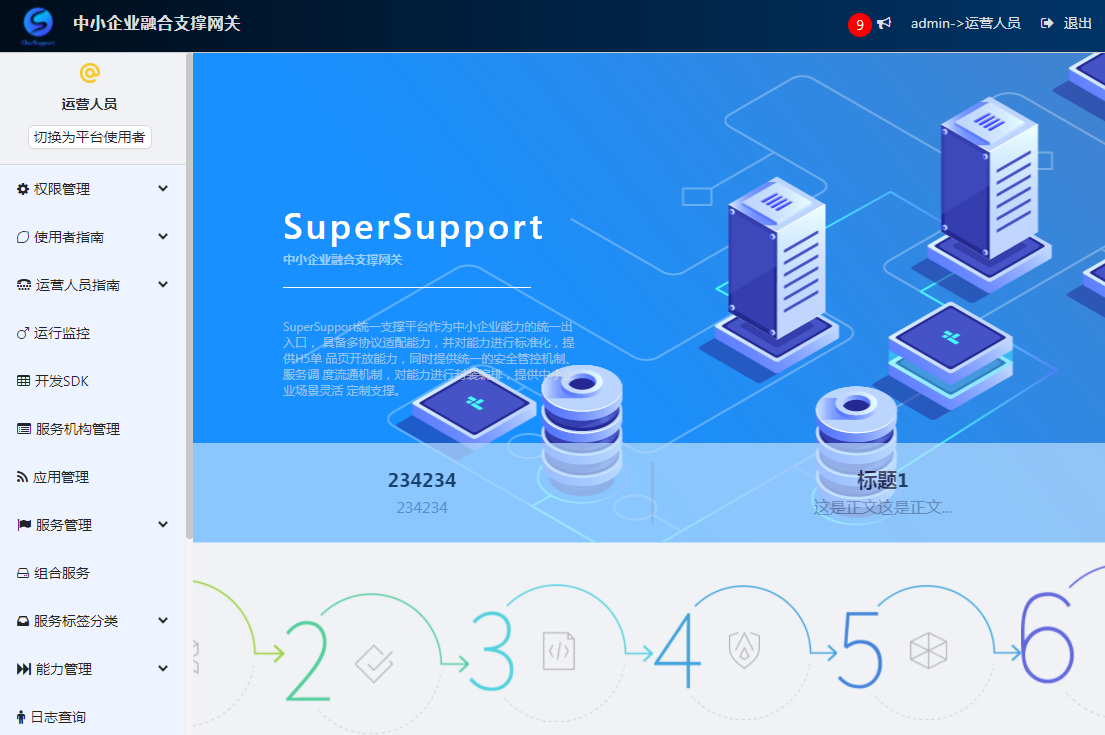 中小企业融合支撑网关
9
admin->运营人员
退出
运营人员
切换为平台使用者
权限管理
使用者指南
运营人员指南
运行监控
开发SDK
服务机构管理
应用管理
服务管理
组合服务
服务标签分类
能力管理
日志查询
SuperSupport
中小企业融合支撑网关
SuperSupport统一支撑平台作为中小企业能力的统一出
入口， 具备多协议适配能力，并对能力进行标准化，提
供H5单 品页开放能力，同时提供统一的安全管控机制、
服务调 度流通机制，对能力进行封装编排，提供中小企
业场景灵活 定制支撑。
234234
234234
标题1
这是正文这是正文...
2
3
4
5
6